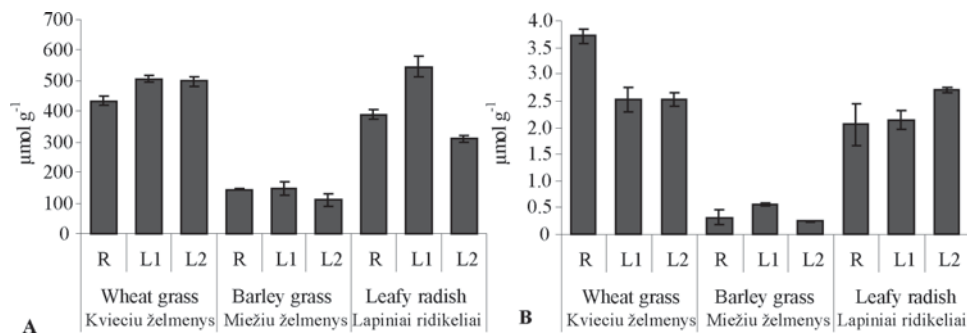 700
600
500
400
300
200
100
0
µmol g⁻¹
R L1 L2 R L1 L2 R L1 L2
Wheat grass Barley grass Leafy radish
Kviečiu želmenys Miežiu želmenys Lapiniai ridikeliai
A
4.0
3.5
3.0
2.5
2.0
1.5
1.0
0.5
0
µmol g⁻¹
R L1 L2 R L1 L2 R L1 L2
Wheat grass Barley grass Leafy radish
Kvieciu želmenys Miežiu želmenys Lapiniai ridikeliai
B